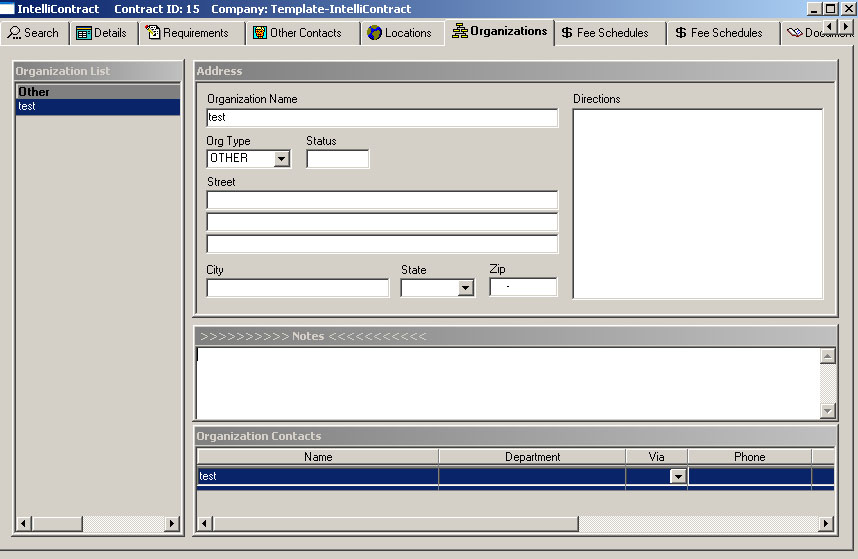 IntelliContract Contract ID: 15 Company: Template-IntelliContract
Search Details Requirements Other Contacts Locations Organizations $ Fee Schedules $ Fee Schedules
Organization List
Other
test
Address
Organization Name
test
Org Type Status
OTHER
Street
City State Zip
-
Directions
>>>>>>>>>> Notes <<<<<<<<<<<
Organization Contacts
Name Department Via Phone
test